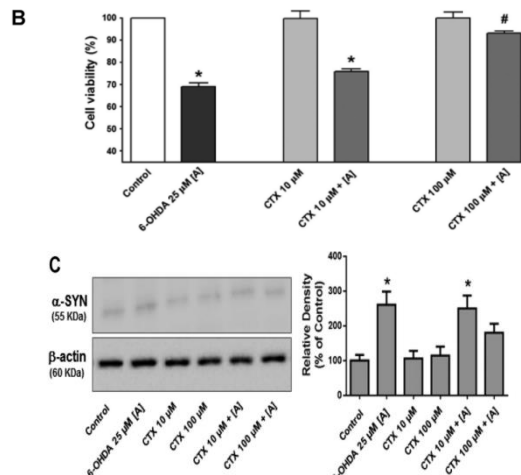 B
Cell viability (%)
100
90
80
70
60
50
40
*
*
#
Control
6-OHDA 25 µM [A]
CTX 10 µM
CTX 10 µM + [A]
CTX 100 µM
CTX 100 µM + [A]
C
α-SYN
(55 KDa)
β-actin
(60 KDa)
Control
6-OHDA 25 µM [A]
CTX 10 µM
CTX 100 µM
CTX 10 µM + [A]
CTX 100 µM + [A]
Relative Density
(% of Control)
400
300
200
100
0
*
*
Control
6-OHDA 25 µM [A]
CTX 10 µM
CTX 100 µM
CTX 10 µM + [A]
CTX 100 µM + [A]